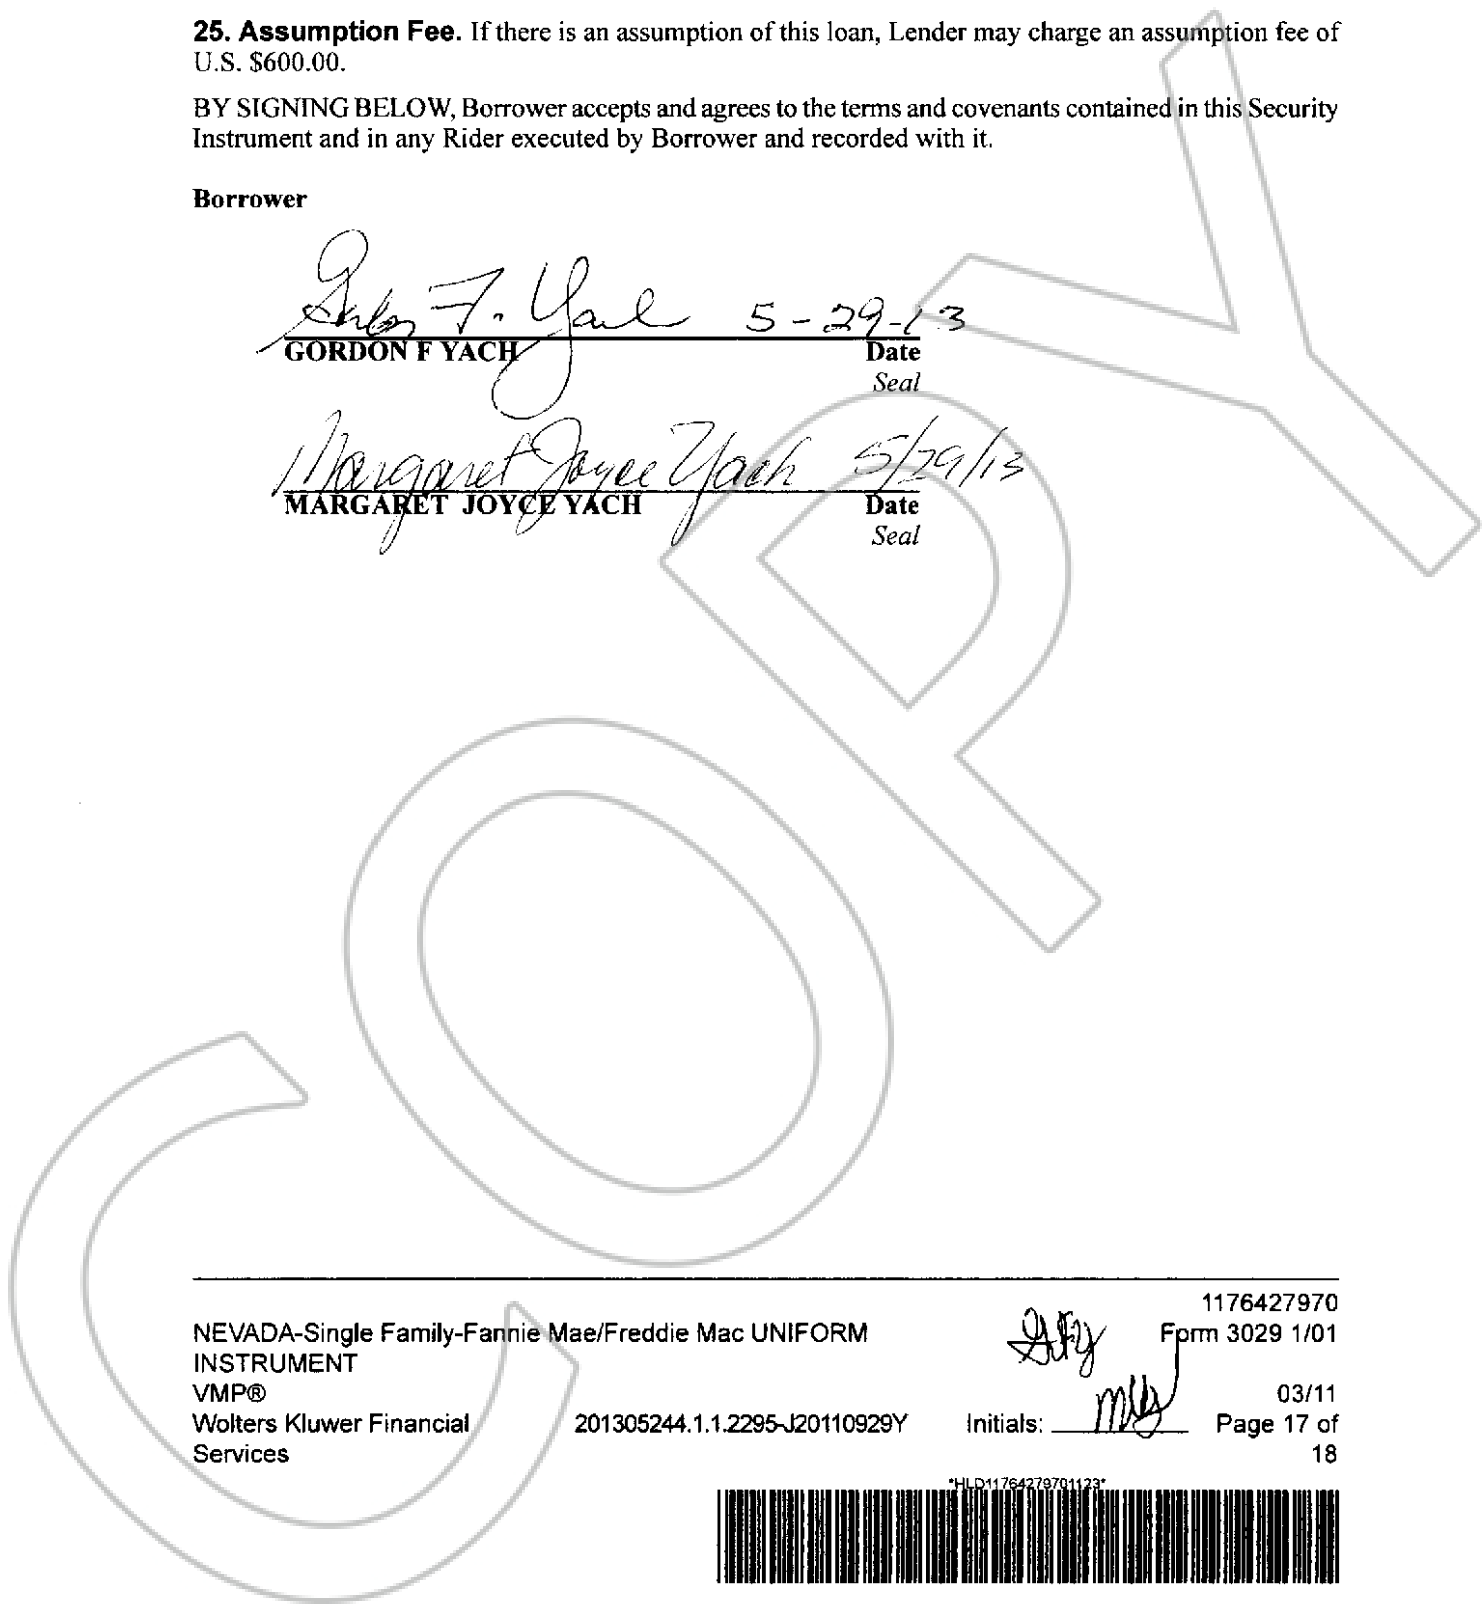 25. Assumption Fee. If there is an assumption of this loan, Lender may charge an assumption fee of
U.S. $600.00.
BY SIGNING BELOW, Borrower accepts and agrees to the terms and covenants contained in this Security
Instrument and in any Rider executed by Borrower and recorded with it.
Borrower
Gordon F. Yach 5-29-13
GORDON F YACH Date
Seal
Margaret Joyce Yach 5/29/13
MARGARET JOYCE YACH Date
Seal
COPY
1176427970
NEVADA-Single Family-Fannie Mae/Freddie Mac UNIFORM GFY Form 3029 1/01
INSTRUMENT
VMP® 03/11
Wolters Kluwer Financial 201305244.1.1.2295-J20110929Y Initials: MJY Page 17 of
Services 18
*HLD11764279701123*